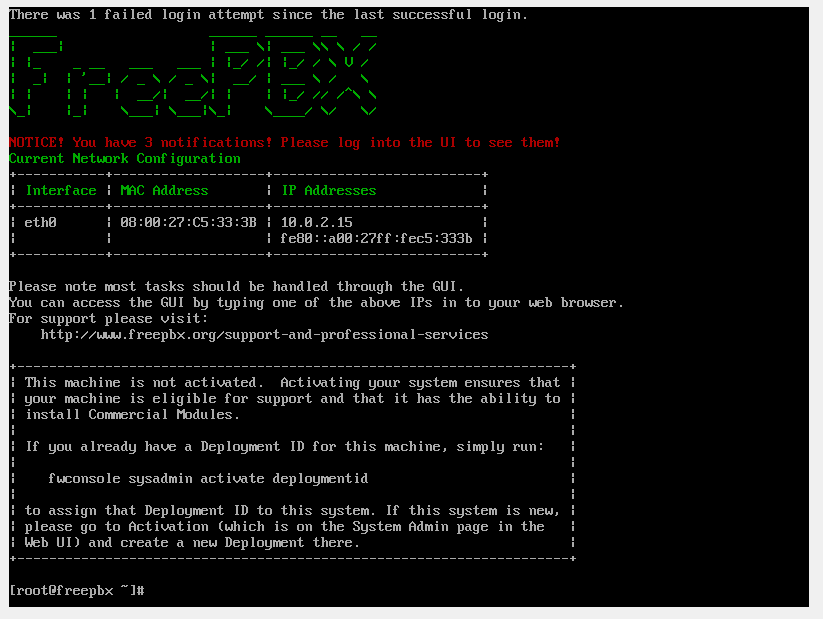 There was 1 failed login attempt since the last successful login.
FreePBX
NOTICE! You have 3 notifications! Please log into the UI to see them!
Current Network Configuration
+-----------+-------------------+--------------------------+
| Interface | MAC Address       | IP Addresses             |
+-----------+-------------------+--------------------------+
| eth0      | 08:00:27:C5:33:3B | 10.0.2.15                |
|           |                   | fe80::a00:27ff:fec5:333b |
+-----------+-------------------+--------------------------+
Please note most tasks should be handled through the GUI.
You can access the GUI by typing one of the above IPs in to your web browser.
For support please visit:
    http://www.freepbx.org/support-and-professional-services
+---------------------------------------------------------------------+
| This machine is not activated.  Activating your system ensures that |
| your machine is eligible for support and that it has the ability to |
| install Commercial Modules.                                         |
|                                                                     |
| If you already have a Deployment ID for this machine, simply run:   |
|                                                                     |
|    fwconsole sysadmin activate deploymentid                         |
|                                                                     |
| to assign that Deployment ID to this system. If this system is new, |
| please go to Activation (which is on the System Admin page in the   |
| Web UI) and create a new Deployment there.                          |
+---------------------------------------------------------------------+
[root@freepbx ~]#